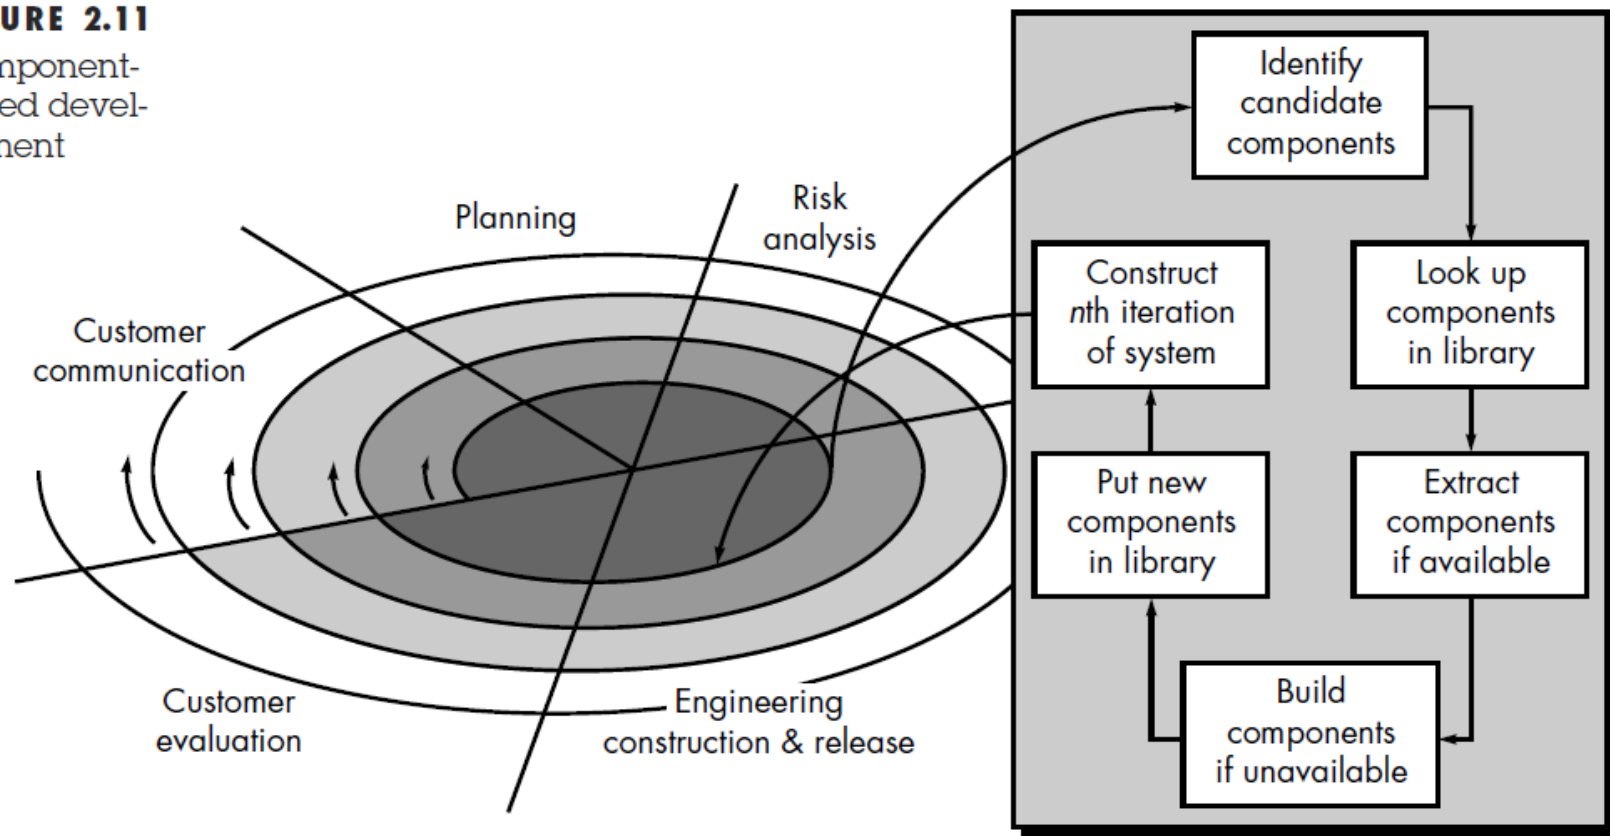 URE 2.11
mponent-
ed devel-
ment
Planning
Risk
analysis
Customer
communication
Customer
evaluation
Engineering
construction & release
Identify
candidate
components
Look up
components
in library
Extract
components
if available
Build
components
if unavailable
Put new
components
in library
Construct
nth iteration
of system